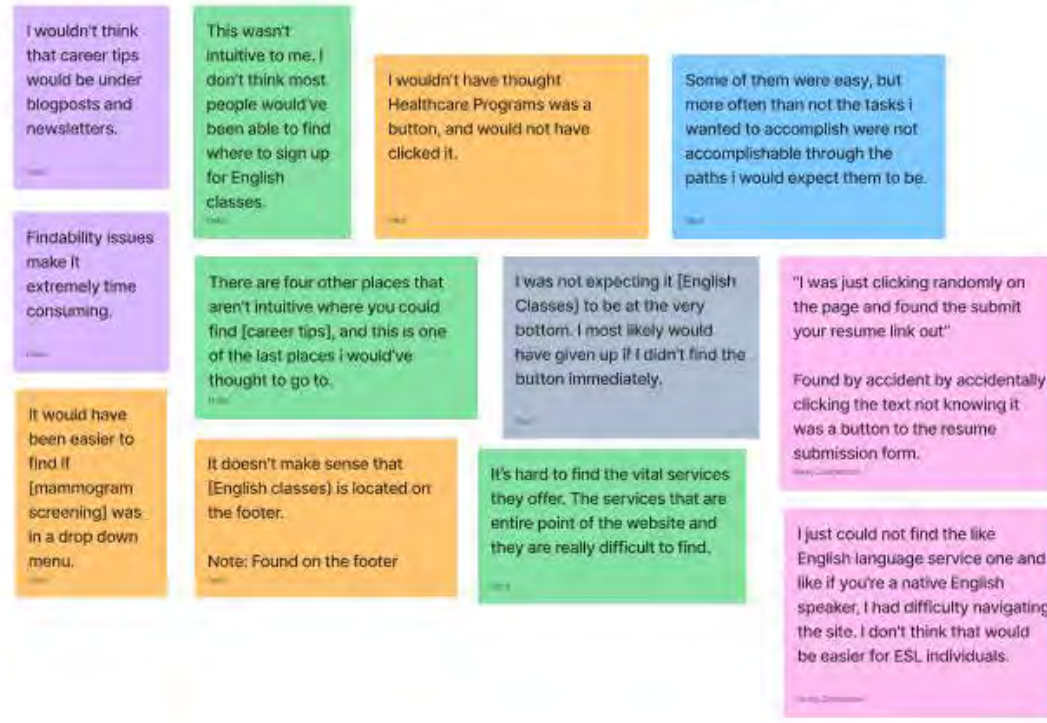 I wouldn't think
that career tips
would be under
blogposts and
newsletters.
This wasn't
intuitive to me. I
don't think most
people would've
been able to find
where to sign up
for English
classes.
I wouldn't have thought
Healthcare Programs was a
button, and would not have
clicked it.
Some of them were easy, but
more often than not the tasks i
wanted to accomplish were not
accomplishable through the
paths i would expect them to be.
Findability issues
make it
extremely time
consuming.
There are four other places that
aren't intuitive where you could
find [career tips], and this is one
of the last places i would've
thought to go to.
I was not expecting it [English
Classes) to be at the very
bottom. I most likely would
have given up if I didn't find the
button immediately.
"I was just clicking randomly on
the page and found the submit
your resume link out"
Found by accident by accidentally
clicking the text not knowing it
was a button to the resume
submission form.
It would have
been easier to
find if
[mammogram
screening] was
in a drop down
menu.
It doesn't make sense that
[English classes) is located on
the footer.
Note: Found on the footer
It's hard to find the vital services
they offer. The services that are
entire point of the website and
they are really difficult to find.
I just could not find the like
English language service one and
like if you're a native English
speaker, I had difficulty navigating
the site. I don't think that would
be easier for ESL individuals.